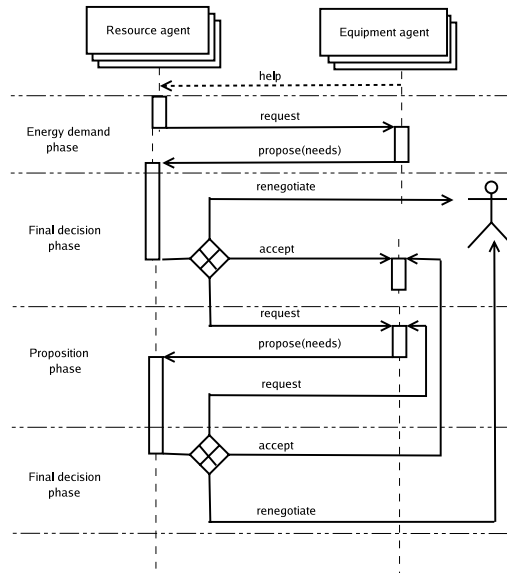 Resource agent
Equipment agent
help
request
Energy demand
phase
propose(needs)
renegotiate
Final decision
phase
accept
request
propose(needs)
Proposition
phase
request
accept
Final decision
phase
renegotiate